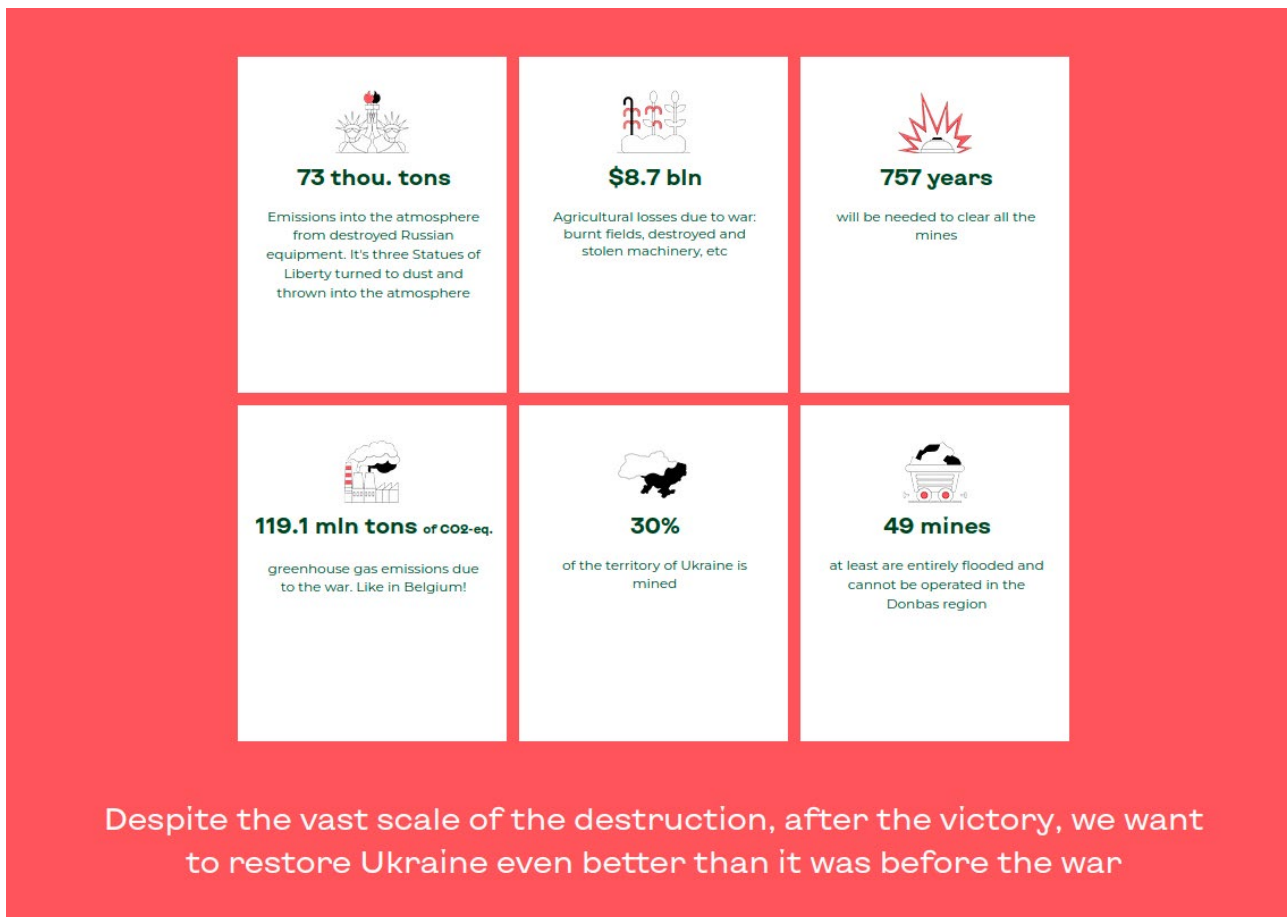 73 thou. tons
Emissions into the atmosphere
from destroyed Russian
equipment. It's three Statues of
Liberty turned to dust and
thrown into the atmosphere
$8.7 bln
Agricultural losses due to war:
burnt fields, destroyed and
stolen machinery, etc
757 years
will be needed to clear all the
mines
119.1 mln tons of CO2-eq.
greenhouse gas emissions due
to the war. Like in Belgium!
30%
of the territory of Ukraine is
mined
49 mines
at least are entirely flooded and
cannot be operated in the
Donbas region
Despite the vast scale of the destruction, after the victory, we want
to restore Ukraine even better than it was before the war